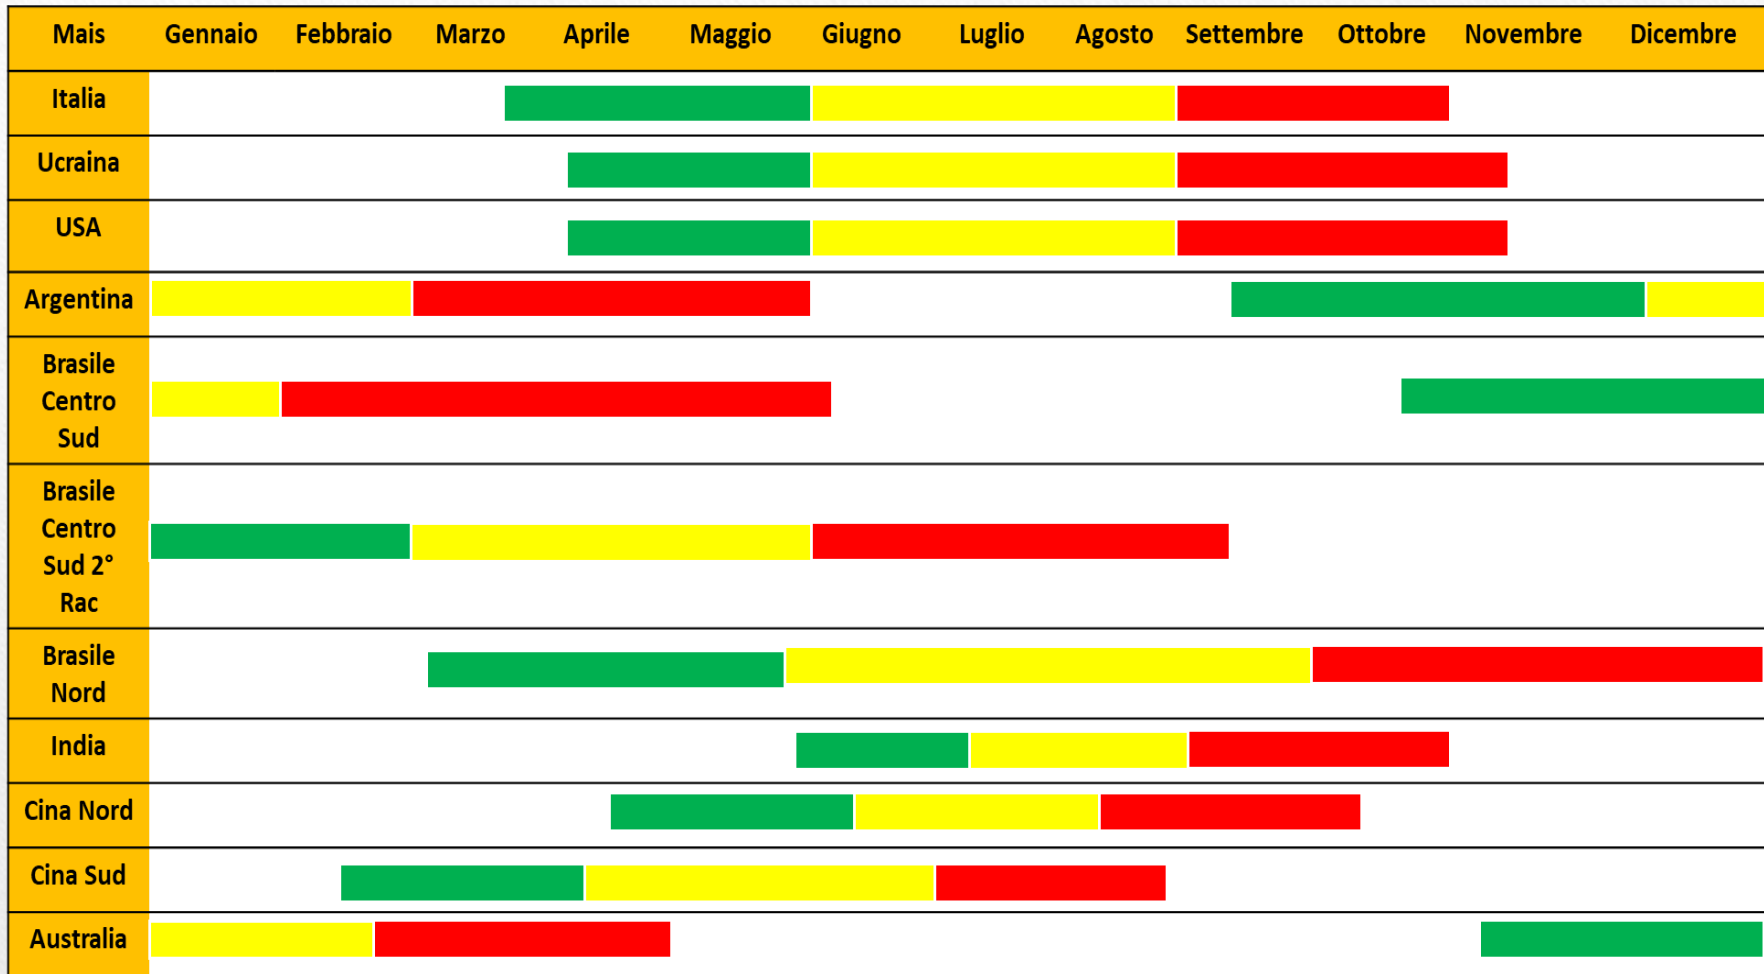 Mais Gennaio Febbraio Marzo Aprile Maggio Giugno Luglio Agosto Settembre Ottobre Novembre Dicembre
Italia
Ucraina
USA
Argentina
Brasile
Centro
Sud
Brasile
Centro
Sud 2°
Rac
Brasile
Nord
India
Cina Nord
Cina Sud
Australia